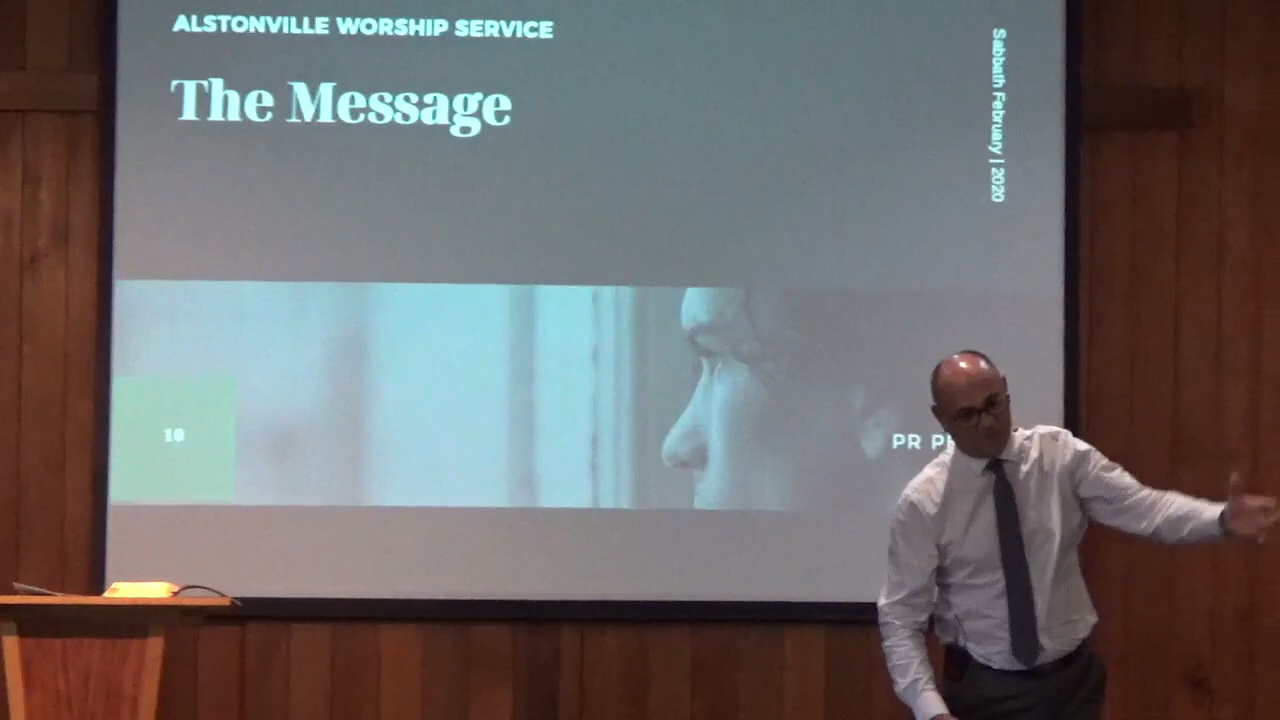 ALSTONVILLE WORSHIP SERVICE
The Message
Sabbath February | 2020
10
PR